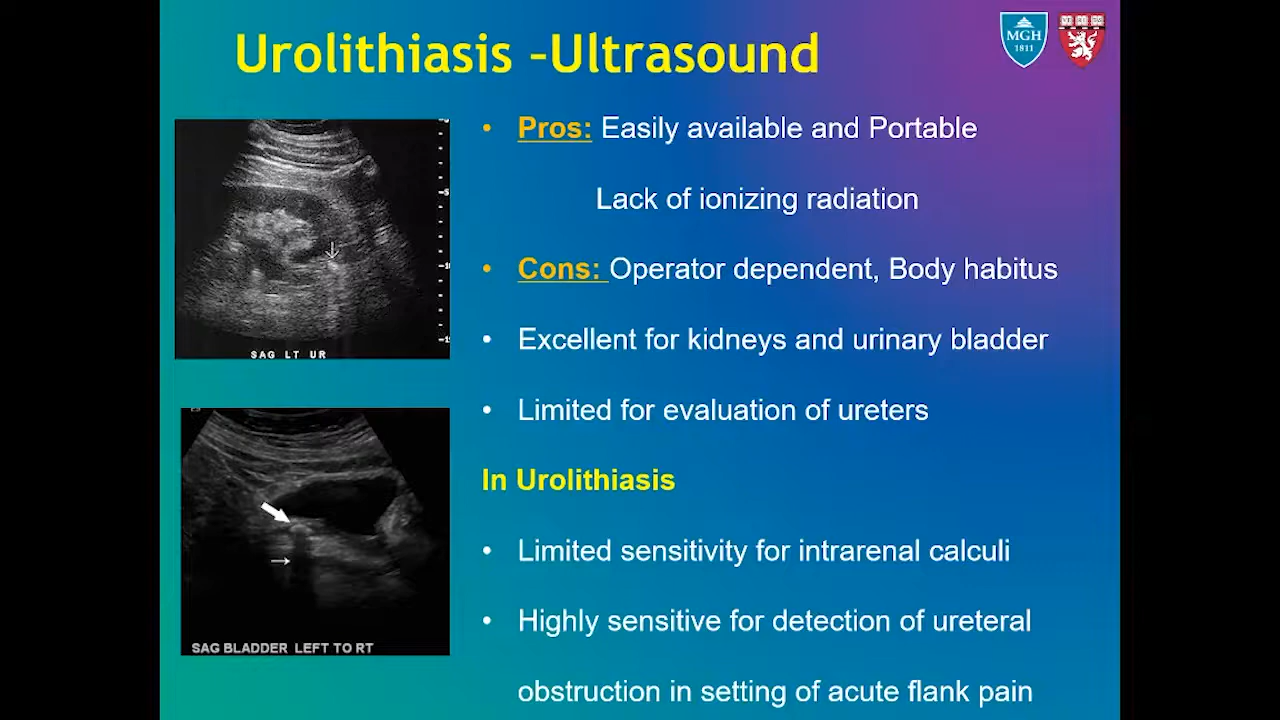 Urolithiasis -Ultrasound
MGH
1811
• Pros: Easily available and Portable
Lack of ionizing radiation
• Cons: Operator dependent, Body habitus
• Excellent for kidneys and urinary bladder
• Limited for evaluation of ureters
In Urolithiasis
• Limited sensitivity for intrarenal calculi
• Highly sensitive for detection of ureteral
obstruction in setting of acute flank pain
SAG LT UR
SAG BLADDER LEFT TO RT